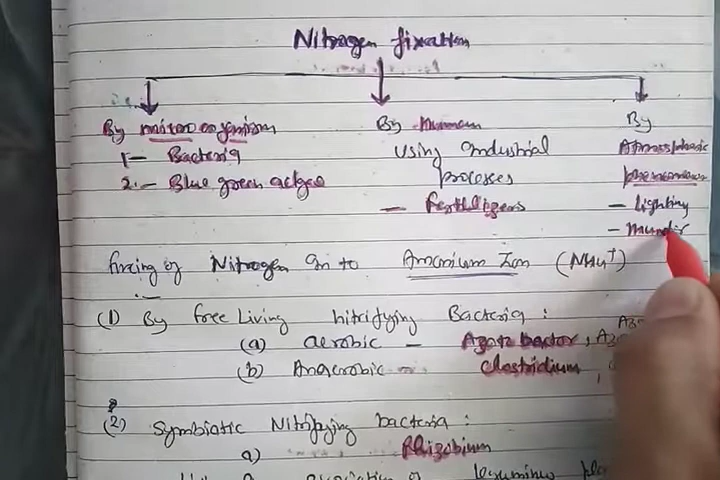 Nitrogen fixation
By microorganism
1- Bacteria
2.- Blue green algae
By Human
using industrial
processes
- Fertilizers
By
Atmospheric
phenomenon
- Lighting
fixing of Nitrogen in to Ammonium Ion (NH4+)
(1) By free Living nitrifying Bacteria :
(a) aerobic - Azotobactor,
(b) Anaerobic - Clostridium,
(2) Symbiotic Nitrifying bacteria :
a) Rhizobium